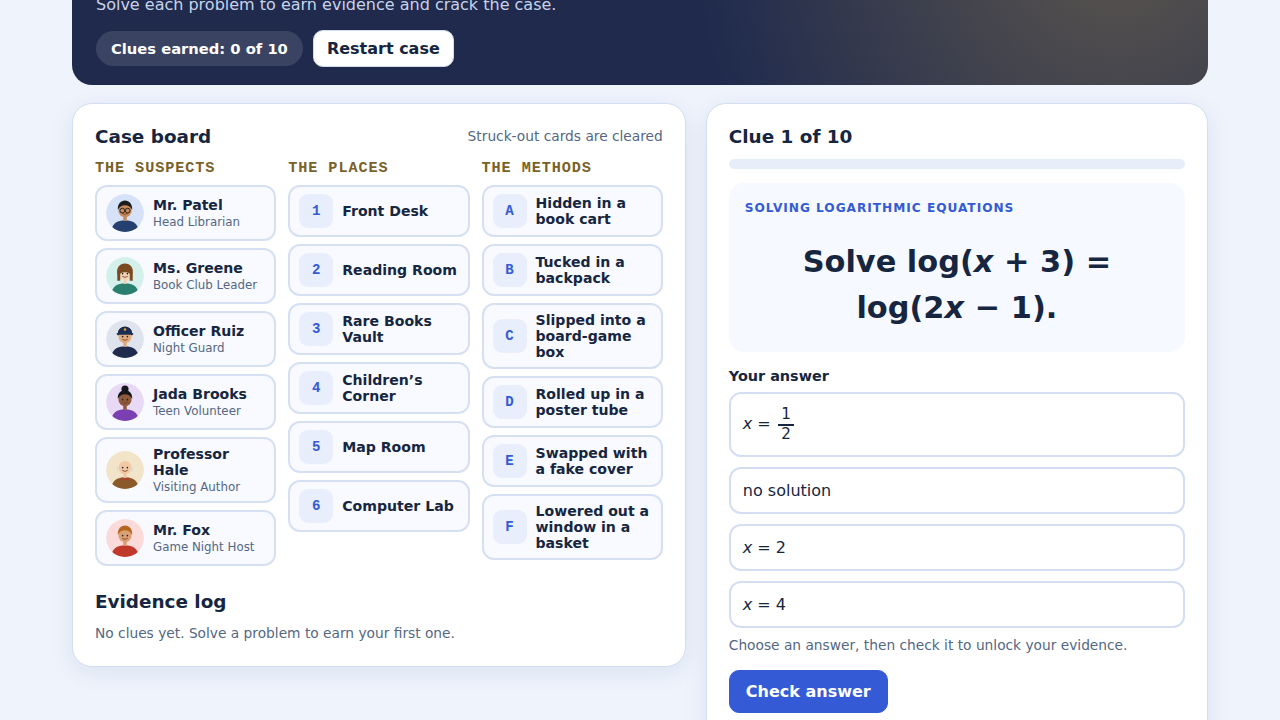 Solve each problem to earn evidence and crack the case.
Clues earned: 0 of 10
Restart case
Case board
Struck-out cards are cleared
THE SUSPECTS
Mr. Patel
Head Librarian
Ms. Greene
Book Club Leader
Officer Ruiz
Night Guard
Jada Brooks
Teen Volunteer
Professor
Hale
Visiting Author
Mr. Fox
Game Night Host
THE PLACES
1 Front Desk
2 Reading Room
3 Rare Books
Vault
4 Children’s
Corner
5 Map Room
6 Computer Lab
THE METHODS
A Hidden in a
book cart
B Tucked in a
backpack
C Slipped into a
board-game
box
D Rolled up in a
poster tube
E Swapped with
a fake cover
F Lowered out a
window in a
basket
Evidence log
No clues yet. Solve a problem to earn your first one.
Clue 1 of 10
SOLVING LOGARITHMIC EQUATIONS
Solve log(x + 3) =
log(2x − 1).
Your answer
x = 1/2
no solution
x = 2
x = 4
Choose an answer, then check it to unlock your evidence.
Check answer